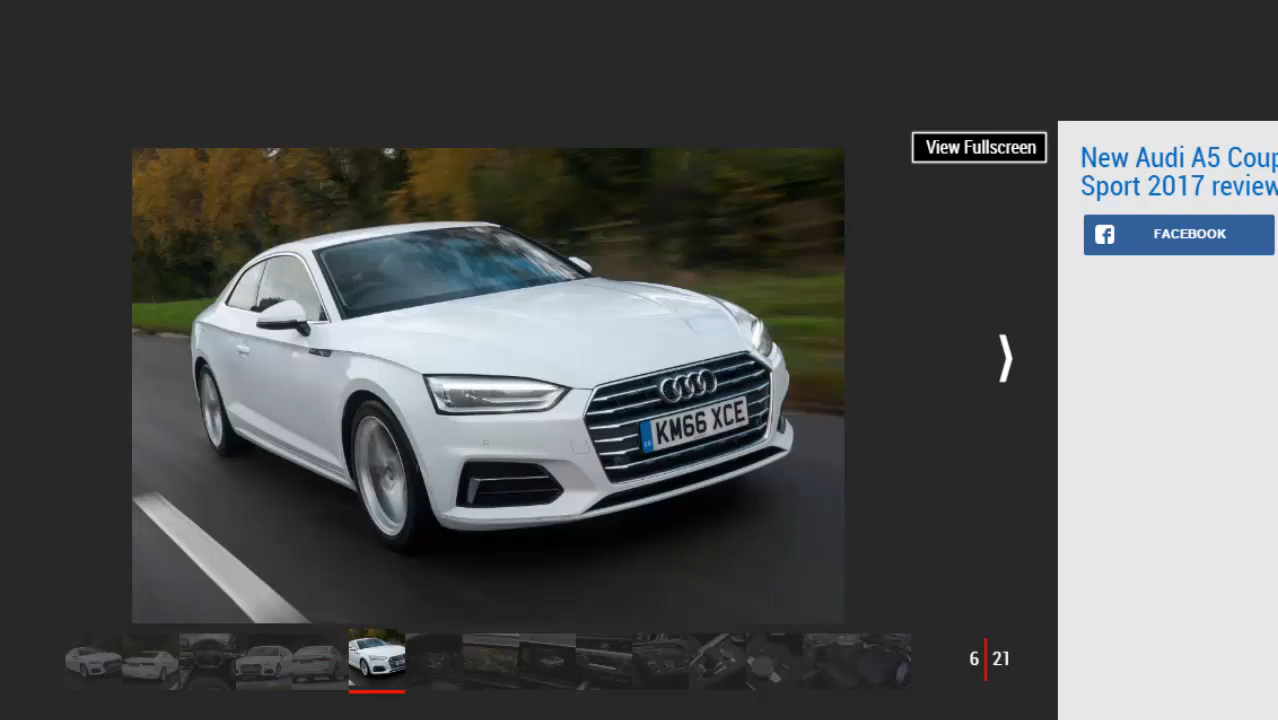 View Fullscreen
New Audi A5 Coup
Sport 2017 review
FACEBOOK
KM66 XCE
6 21